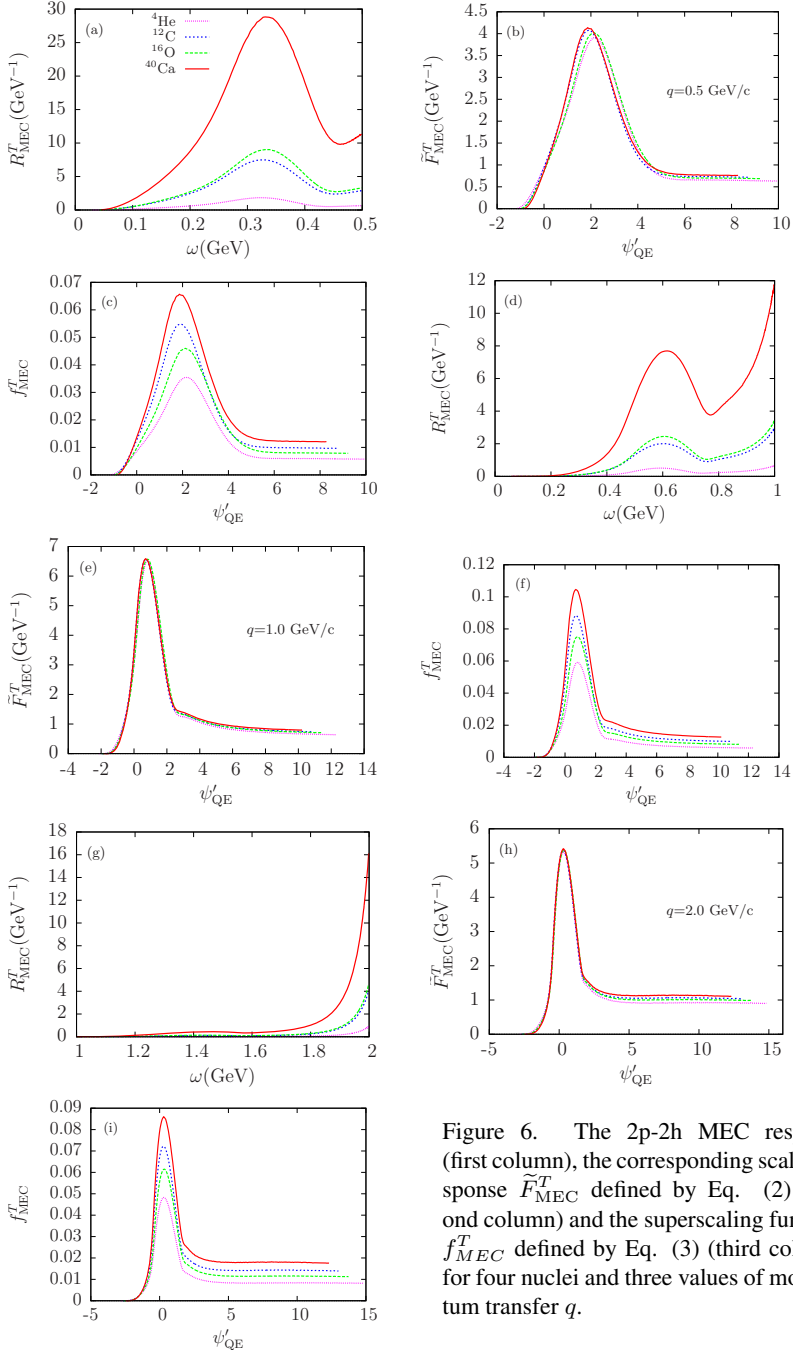 (a)
⁴He
¹²C
¹⁶O
⁴⁰Ca
R^T_MEC(GeV⁻¹)
30
25
20
15
10
5
0
0 0.1 0.2 0.3 0.4 0.5
ω(GeV)
(b)
q=0.5 GeV/c
F̃^T_MEC(GeV⁻¹)
4.5
4
3.5
3
2.5
2
1.5
1
0.5
0
-2 0 2 4 6 8 10
ψ′_QE
(c)
f^T_MEC
0.07
0.06
0.05
0.04
0.03
0.02
0.01
0
-2 0 2 4 6 8 10
ψ′_QE
(d)
R^T_MEC(GeV⁻¹)
12
10
8
6
4
2
0
0 0.2 0.4 0.6 0.8 1
ω(GeV)
(e)
q=1.0 GeV/c
F̃^T_MEC(GeV⁻¹)
7
6
5
4
3
2
1
0
-4 -2 0 2 4 6 8 10 12 14
ψ′_QE
(f)
f^T_MEC
0.12
0.1
0.08
0.06
0.04
0.02
0
-4 -2 0 2 4 6 8 10 12 14
ψ′_QE
(g)
R^T_MEC(GeV⁻¹)
18
16
14
12
10
8
6
4
2
0
1 1.2 1.4 1.6 1.8 2
ω(GeV)
(h)
q=2.0 GeV/c
F̃^T_MEC(GeV⁻¹)
6
5
4
3
2
1
0
-5 0 5 10 15
ψ′_QE
(i)
f^T_MEC
0.09
0.08
0.07
0.06
0.05
0.04
0.03
0.02
0.01
0
-5 0 5 10 15
ψ′_QE
Figure 6. The 2p-2h MEC res
(first column), the corresponding scal
sponse F̃^T_MEC defined by Eq. (2)
ond column) and the superscaling fun
f^T_MEC defined by Eq. (3) (third col
for four nuclei and three values of mo
tum transfer q.